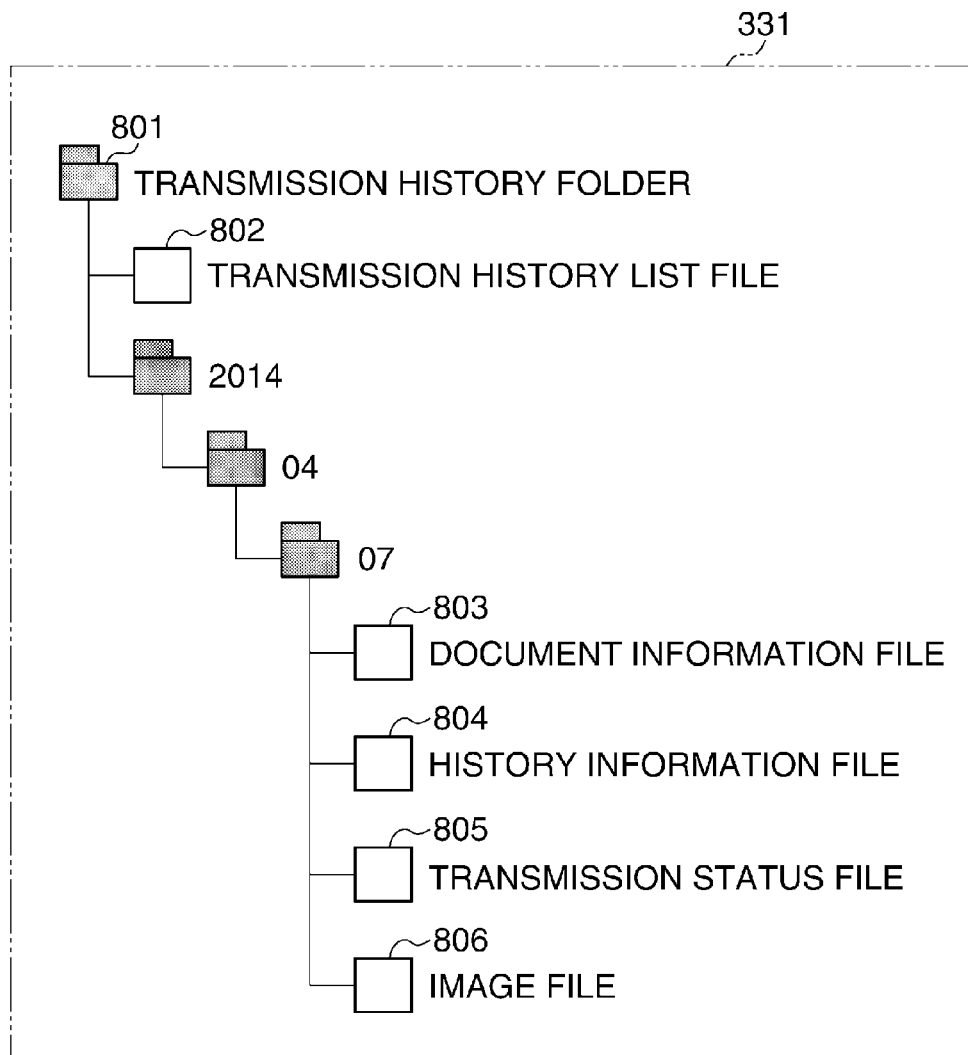 331
801
TRANSMISSION HISTORY FOLDER
802
TRANSMISSION HISTORY LIST FILE
2014
04
07
803
DOCUMENT INFORMATION FILE
804
HISTORY INFORMATION FILE
805
TRANSMISSION STATUS FILE
806
IMAGE FILE